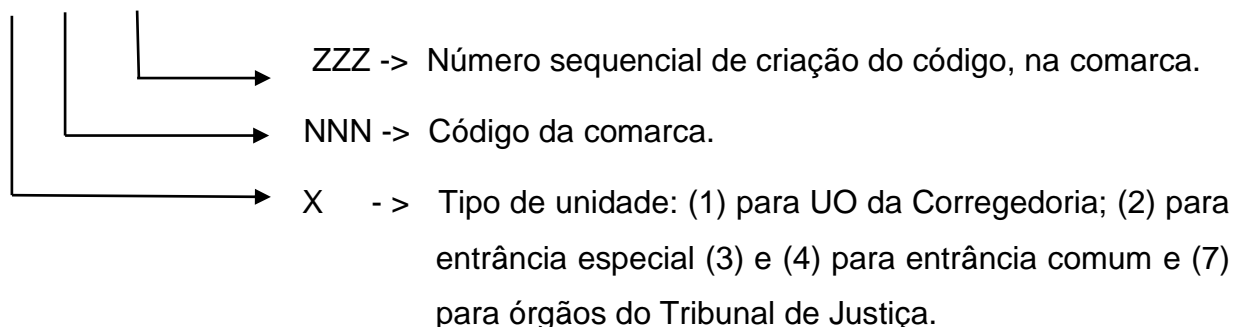 ZZZ -> Número sequencial de criação do código, na comarca.
NNN -> Código da comarca.
X - > Tipo de unidade: (1) para UO da Corregedoria; (2) para
entrância especial (3) e (4) para entrância comum e (7)
para órgãos do Tribunal de Justiça.